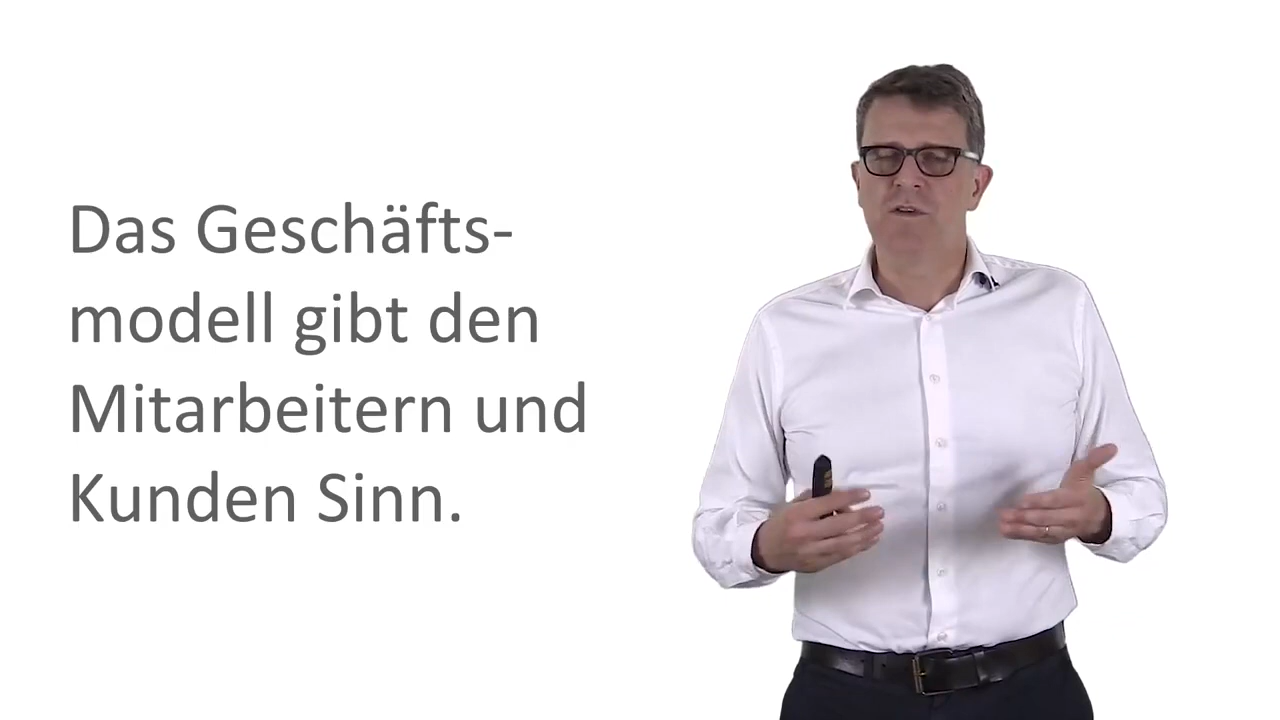 Das Geschäfts-
modell gibt den
Mitarbeitern und
Kunden Sinn.